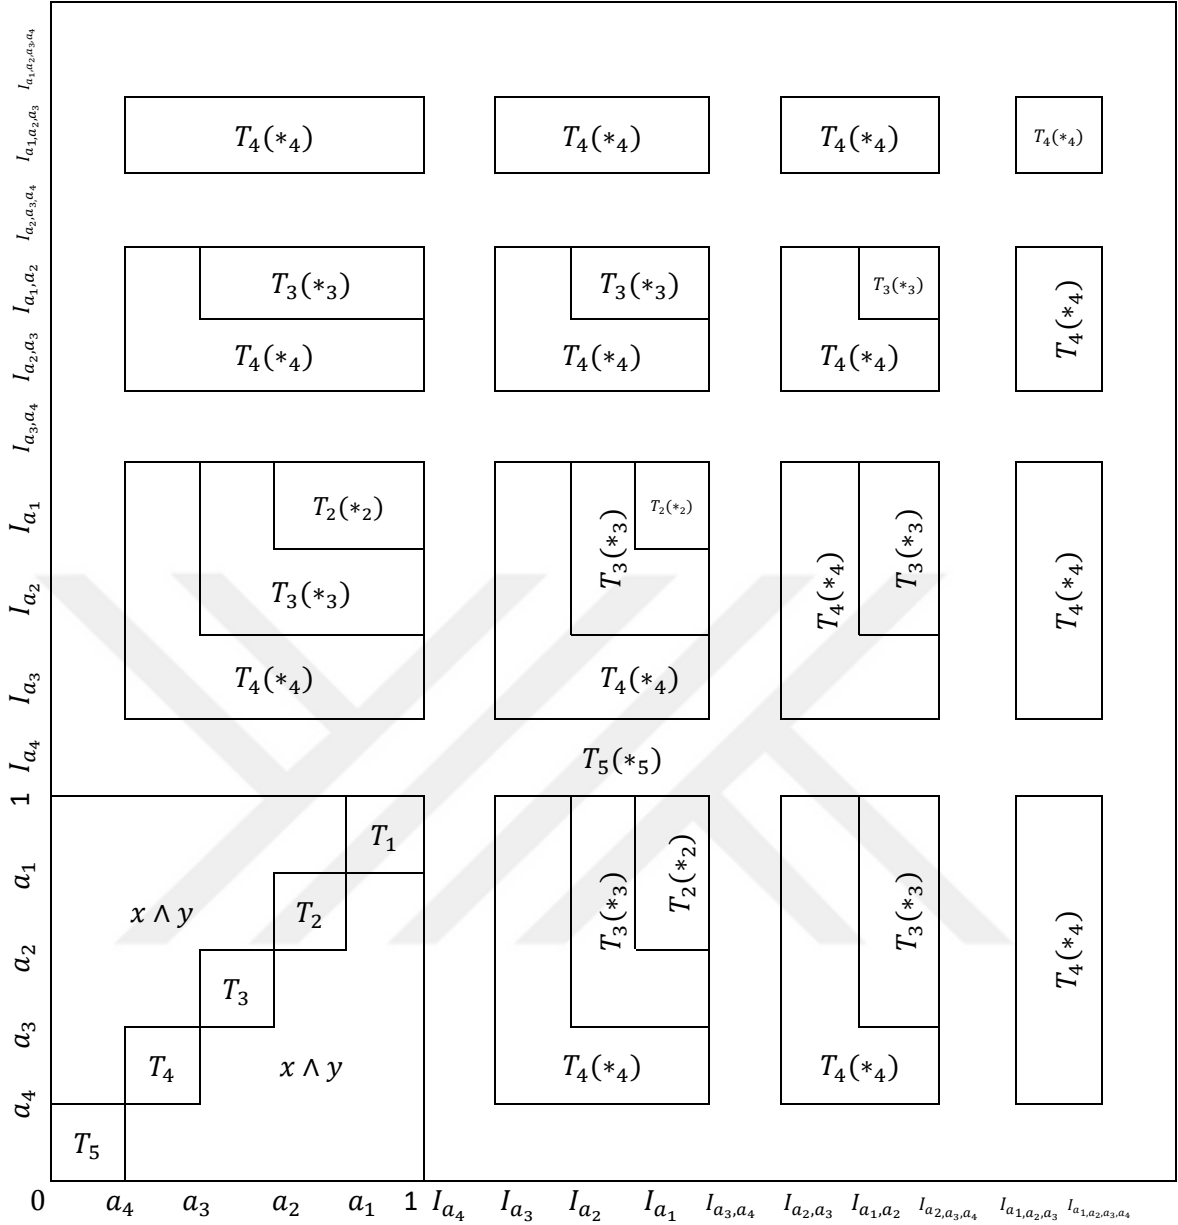 I_{a_1,a_2,a_3,a_4}
I_{a_1,a_2,a_3} T_4(*_4) T_4(*_4) T_4(*_4) T_4(*_4)
I_{a_2,a_3,a_4}
I_{a_1,a_2} T_3(*_3) T_3(*_3) T_3(*_3) T_4(*_4)
I_{a_2,a_3} T_4(*_4) T_4(*_4) T_4(*_4)
I_{a_3,a_4}
I_{a_1} T_2(*_2) T_3(*_3) T_2(*_2) T_3(*_3)
I_{a_2} T_3(*_3) T_4(*_4) T_4(*_4)
I_{a_3} T_4(*_4) T_4(*_4)
I_{a_4} T_5(*_5)
1 T_1
a_1 x ∧ y T_2 T_3(*_3) T_2(*_2) T_3(*_3)
a_2 T_3 T_4(*_4)
a_3 T_4 x ∧ y T_4(*_4) T_4(*_4)
a_4 T_5
0 a_4 a_3 a_2 a_1 1 I_{a_4} I_{a_3} I_{a_2} I_{a_1} I_{a_3,a_4} I_{a_2,a_3} I_{a_1,a_2} I_{a_2,a_3,a_4} I_{a_1,a_2,a_3} I_{a_1,a_2,a_3,a_4}